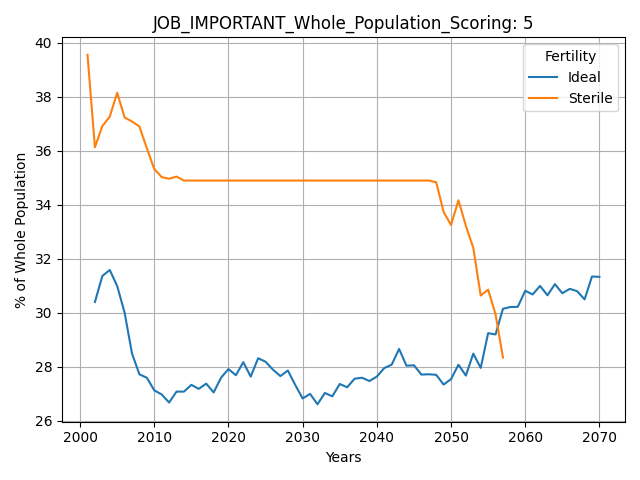 JOB_IMPORTANT_Whole_Population_Scoring: 5
Fertility
Ideal
Sterile
% of Whole Population
40
38
36
34
32
30
28
26
2000
2010
2020
2030
2040
2050
2060
2070
Years